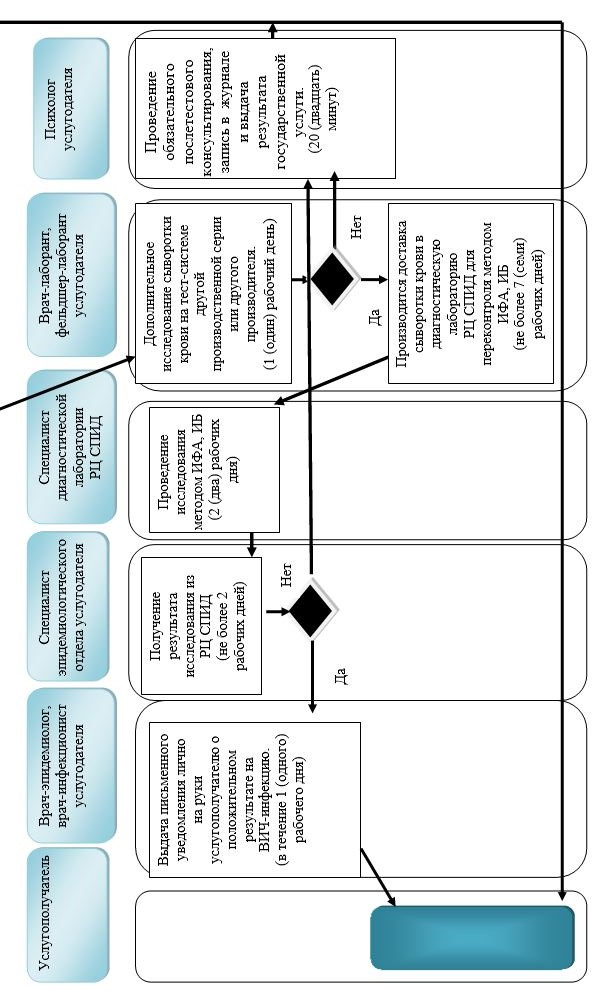 Услугополучатель
Врач-эпидемиолог,
врач-инфекционист
услугодателя
Специалист
эпидемиологического
отдела услугодателя
Специалист
диагностической
лаборатории
РЦ СПИД
Врач-лаборант,
фельдшер-лаборант
услугодателя
Психолог
услугодателя
Выдача письменного
уведомления лично
на руки
услугополучателю о
положительном
результате на
ВИЧ-инфекцию.
(в течение 1 (одного)
рабочего дня)
Получение
результата
исследования из
РЦ СПИД
(не более 2
рабочих дней)
Нет
Да
Проведение
исследования
методом ИФА, ИБ
(2 (два) рабочих
дня)
Дополнительное
исследование сыворотки
крови на тест-системе
другой
производственной серии
или другого
производителя.
(1 (один) рабочий день)
Нет
Да
Производится доставка
сыворотки крови в
диагностическую
лабораторию
РЦ СПИД для
переконтроля методом
ИФА, ИБ
(не более 7 (семи)
рабочих дней)
Проведение
обязательного
послетестового
консультирования,
запись в журнале
и выдача
результата
государственной
услуги.
(20 (двадцать)
минут)